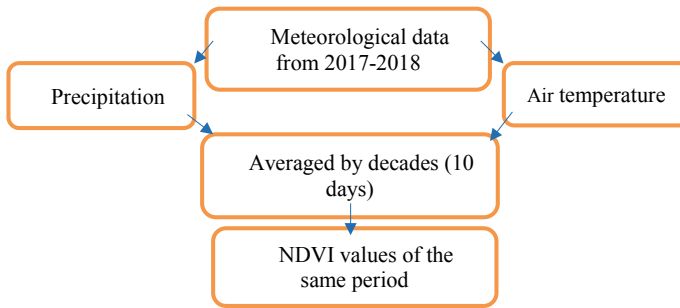 Meteorological data
from 2017-2018
Precipitation
Air temperature
Averaged by decades (10
days)
NDVI values of the
same period